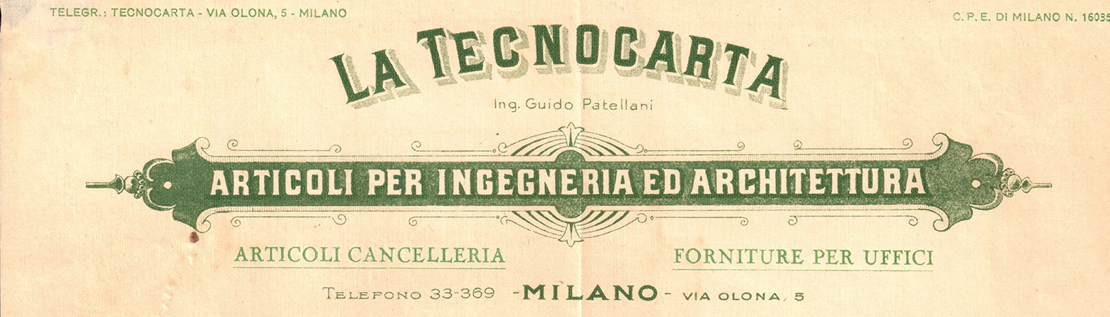 TELEGR.: TECNOCARTA - VIA OLONA, 5 - MILANO
C. P. E. DI MILANO N. 16035
LA TECNOCARTA
Ing. Guido Patellani
ARTICOLI PER INGEGNERIA ED ARCHITETTURA
ARTICOLI CANCELLERIA
FORNITURE PER UFFICI
TELEFONO 33-369 - MILANO - VIA OLONA, 5